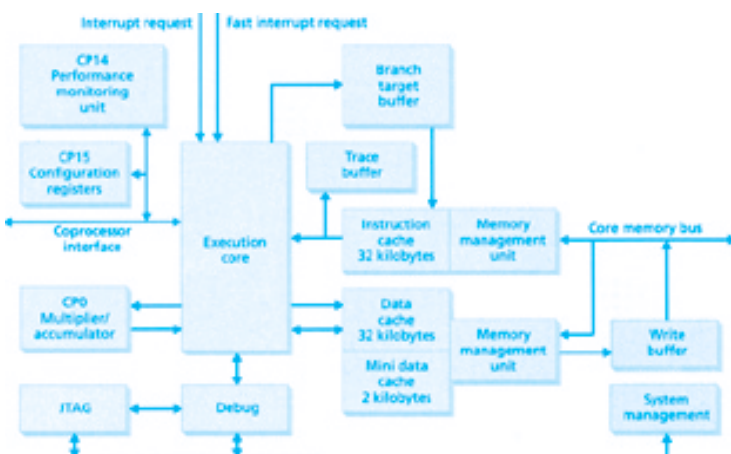 Interrupt request
Fast interrupt request
CP14
Performance
monitoring
unit
Branch
target
buffer
CP15
Configuration
registers
Trace
buffer
Coprocessor
interface
Execution
core
Instruction
cache
32 kilobytes
Memory
management
unit
Core memory bus
CP0
Multiplier/
accumulator
Data
cache
32 kilobytes
Memory
management
unit
Write
buffer
Mini data
cache
2 kilobytes
JTAG
Debug
System
management